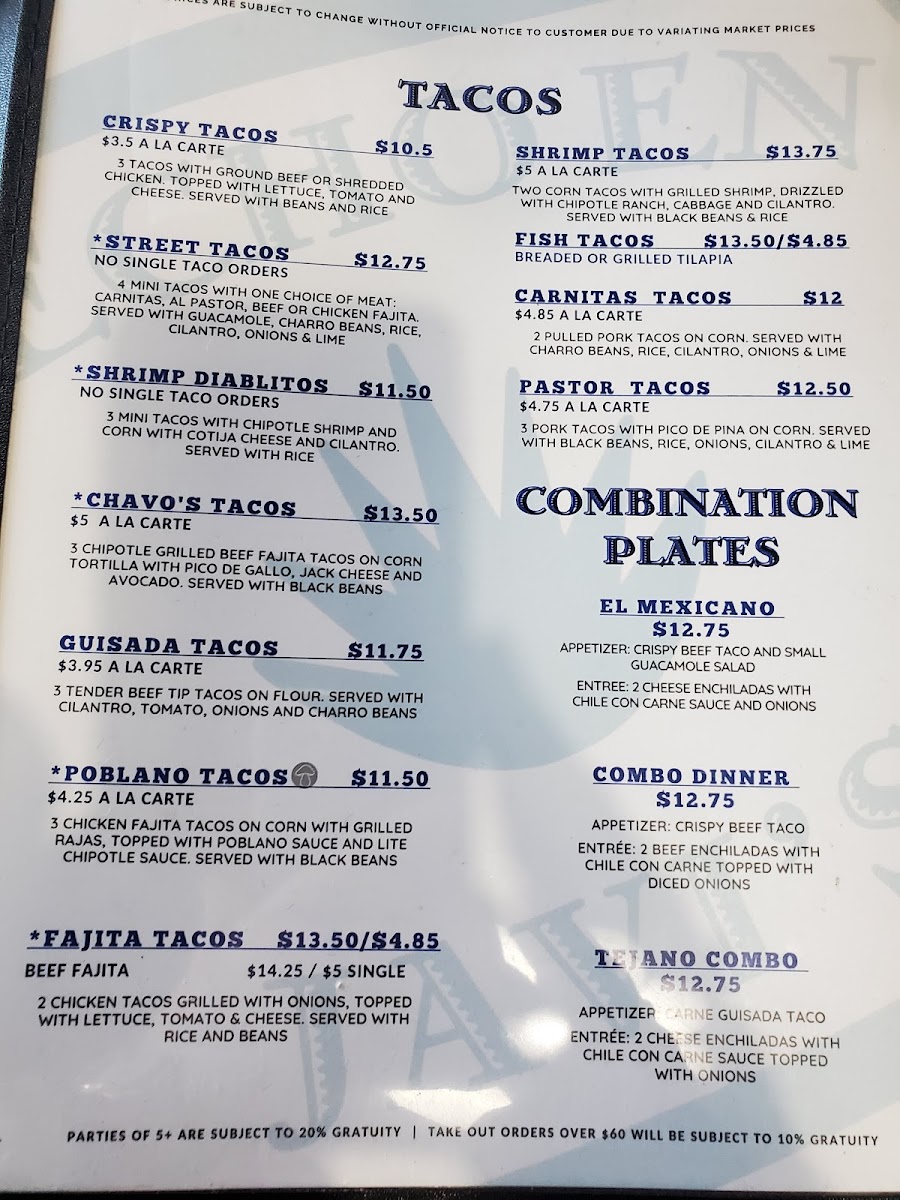 ARE SUBJECT TO CHANGE WITHOUT OFFICIAL NOTICE TO CUSTOMER DUE TO VARIATING MARKET PRICES
TACOS
CRISPY TACOS $10.5
$3.5 A LA CARTE
3 TACOS WITH GROUND BEEF OR SHREDDED
CHICKEN. TOPPED WITH LETTUCE, TOMATO AND
CHEESE. SERVED WITH BEANS AND RICE
*STREET TACOS $12.75
NO SINGLE TACO ORDERS
4 MINI TACOS WITH ONE CHOICE OF MEAT:
CARNITAS, AL PASTOR, BEEF OR CHICKEN FAJITA.
SERVED WITH GUACAMOLE, CHARRO BEANS, RICE,
CILANTRO, ONIONS & LIME
*SHRIMP DIABLITOS $11.50
NO SINGLE TACO ORDERS
3 MINI TACOS WITH CHIPOTLE SHRIMP AND
CORN WITH COTIJA CHEESE AND CILANTRO.
SERVED WITH RICE
*CHAVO'S TACOS $13.50
$5 A LA CARTE
3 CHIPOTLE GRILLED BEEF FAJITA TACOS ON CORN
TORTILLA WITH PICO DE GALLO, JACK CHEESE AND
AVOCADO. SERVED WITH BLACK BEANS
GUISADA TACOS $11.75
$3.95 A LA CARTE
3 TENDER BEEF TIP TACOS ON FLOUR. SERVED WITH
CILANTRO, TOMATO, ONIONS AND CHARRO BEANS
*POBLANO TACOS $11.50
$4.25 A LA CARTE
3 CHICKEN FAJITA TACOS ON CORN WITH GRILLED
RAJAS, TOPPED WITH POBLANO SAUCE AND LITE
CHIPOTLE SAUCE. SERVED WITH BLACK BEANS
*FAJITA TACOS $13.50/$4.85
BEEF FAJITA $14.25 / $5 SINGLE
2 CHICKEN TACOS GRILLED WITH ONIONS, TOPPED
WITH LETTUCE, TOMATO & CHEESE. SERVED WITH
RICE AND BEANS
SHRIMP TACOS $13.75
$5 A LA CARTE
TWO CORN TACOS WITH GRILLED SHRIMP, DRIZZLED
WITH CHIPOTLE RANCH, CABBAGE AND CILANTRO.
SERVED WITH BLACK BEANS & RICE
FISH TACOS $13.50/$4.85
BREADED OR GRILLED TILAPIA
CARNITAS TACOS $12
$4.85 A LA CARTE
2 PULLED PORK TACOS ON CORN. SERVED WITH
CHARRO BEANS, RICE, CILANTRO, ONIONS & LIME
PASTOR TACOS $12.50
$4.75 A LA CARTE
3 PORK TACOS WITH PICO DE PINA ON CORN. SERVED
WITH BLACK BEANS, RICE, ONIONS, CILANTRO & LIME
COMBINATION
PLATES
EL MEXICANO
$12.75
APPETIZER: CRISPY BEEF TACO AND SMALL
GUACAMOLE SALAD
ENTREE: 2 CHEESE ENCHILADAS WITH
CHILE CON CARNE SAUCE AND ONIONS
COMBO DINNER
$12.75
APPETIZER: CRISPY BEEF TACO
ENTRÉE: 2 BEEF ENCHILADAS WITH
CHILE CON CARNE TOPPED WITH
DICED ONIONS
TEJANO COMBO
$12.75
APPETIZER: CARNE GUISADA TACO
ENTRÉE: 2 CHEESE ENCHILADAS WITH
CHILE CON CARNE SAUCE TOPPED
WITH ONIONS
PARTIES OF 5+ ARE SUBJECT TO 20% GRATUITY | TAKE OUT ORDERS OVER $60 WILL BE SUBJECT TO 10% GRATUITY